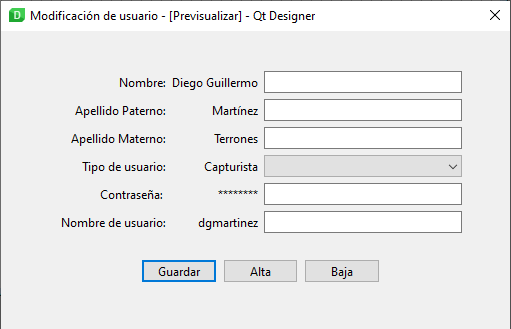 D Modificación de usuario - [Previsualizar] - Qt Designer
Nombre: Diego Guillermo
Apellido Paterno: Martínez
Apellido Materno: Terrones
Tipo de usuario: Capturista
Contraseña: ********
Nombre de usuario: dgmartinez
Guardar Alta Baja